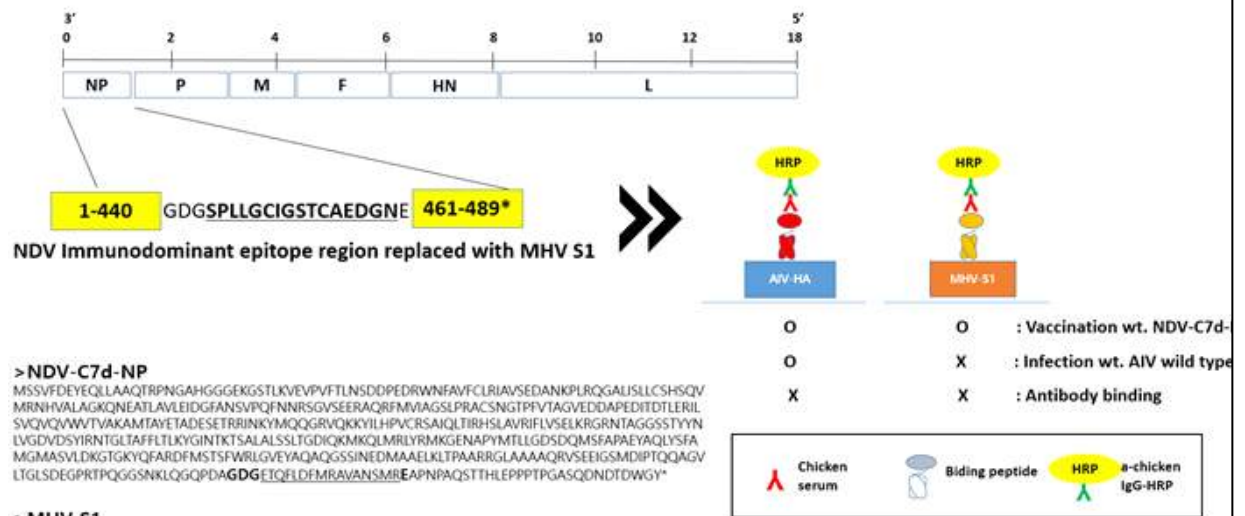 3' 5'
0 2 4 6 8 10 12 18
NP P M F HN L
HRP HRP
1-440 GDGSPLLGCIGSTCAEDGNE 461-489*
NDV Immunodominant epitope region replaced with MHV S1
AIV-HA MHV-S1
O O : Vaccination wt. NDV-C7d-
O X : Infection wt. AIV wild type
X X : Antibody binding
>NDV-C7d-NP
MSSVFDEYEQLLAAQTRPNGAHGGGEKGSTLKVEVPVFTLNSDDPEDRWNFAVFCLRIAVSEDANKPLRQGALISLLCSHSQV
MRNHVALAGKQNEATLAVLEIDGFANSVPQFNNRSGVSEERAQRFMVIAGSLPRACSNGTPFVTAGVEDDAPEDITDTLERIL
SVQVQVWVTVAKAMTAYETADESETRRINKYMQQGRVQKKYILHPVCRSAIQLTIRHSLAVRIFLVSELKRGRNTAGGSSTYYN
LVGDVDSYIRNTGLTAFFLTLKYGINTKTSALALSSLTGDIQKMKQLMRLYRMKGENAPYMTLLGDSDQMSFAPAEYAQLYSFA
MGMASVLDKGTGKYQFARDFMSTSFWRLGVEYAQAQGSSINEDMAAELKLTPAARRGLAAAAQRVSEEIGSMDIPTQQAGV
LTGLSDEGPRTPQGGSNKLQGQPDAGDGETQFLDFMRAVANSMREAPNPAQSTTHLEPPPTPGASQDNDTDWGY*
Chicken serum
Biding peptide
HRP a-chicken IgG-HRP
>MHV-S1